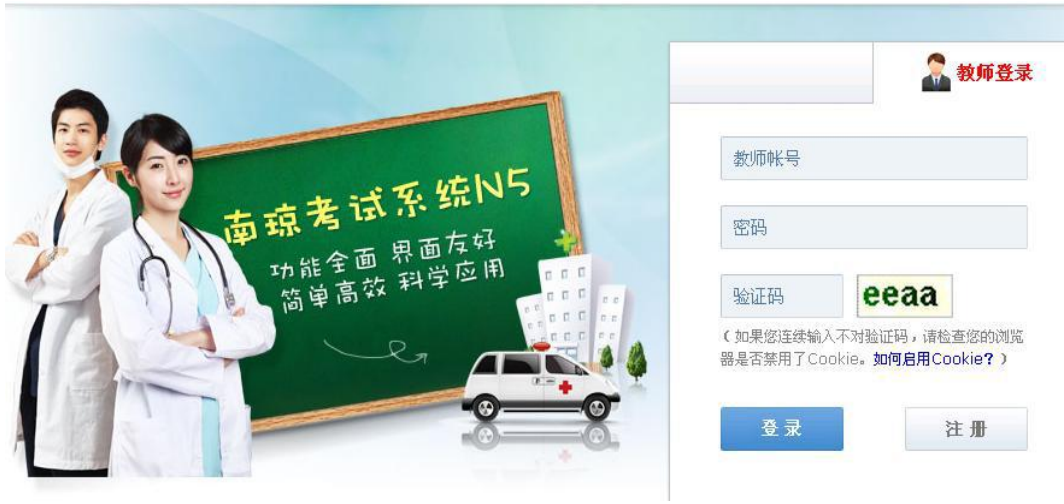 教师登录
南琼考试系统N5
功能全面 界面友好
简单高效 科学应用
教师帐号
密码
验证码
eeaa
(如果您连续输入不对验证码,请检查您的浏览
器是否禁用了Cookie。如何启用Cookie?)
登 录
注 册